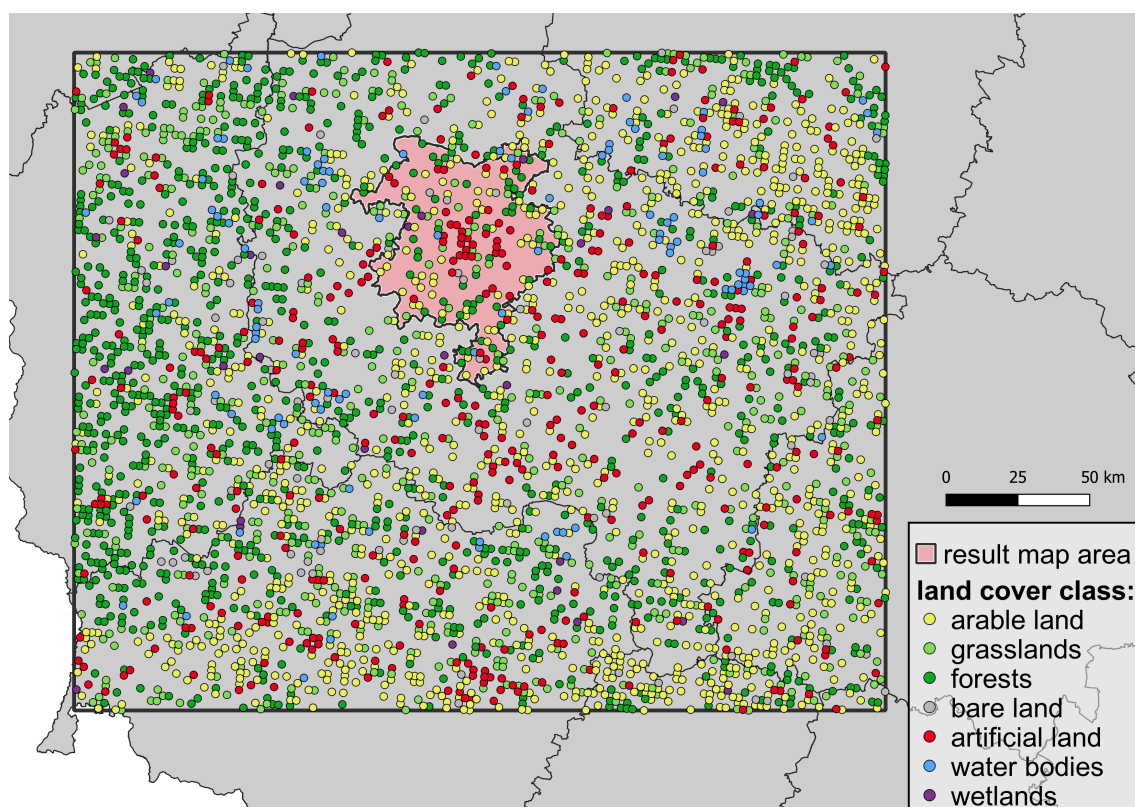 0 25 50 km
result map area
land cover class:
arable land
grasslands
forests
bare land
artificial land
water bodies
wetlands